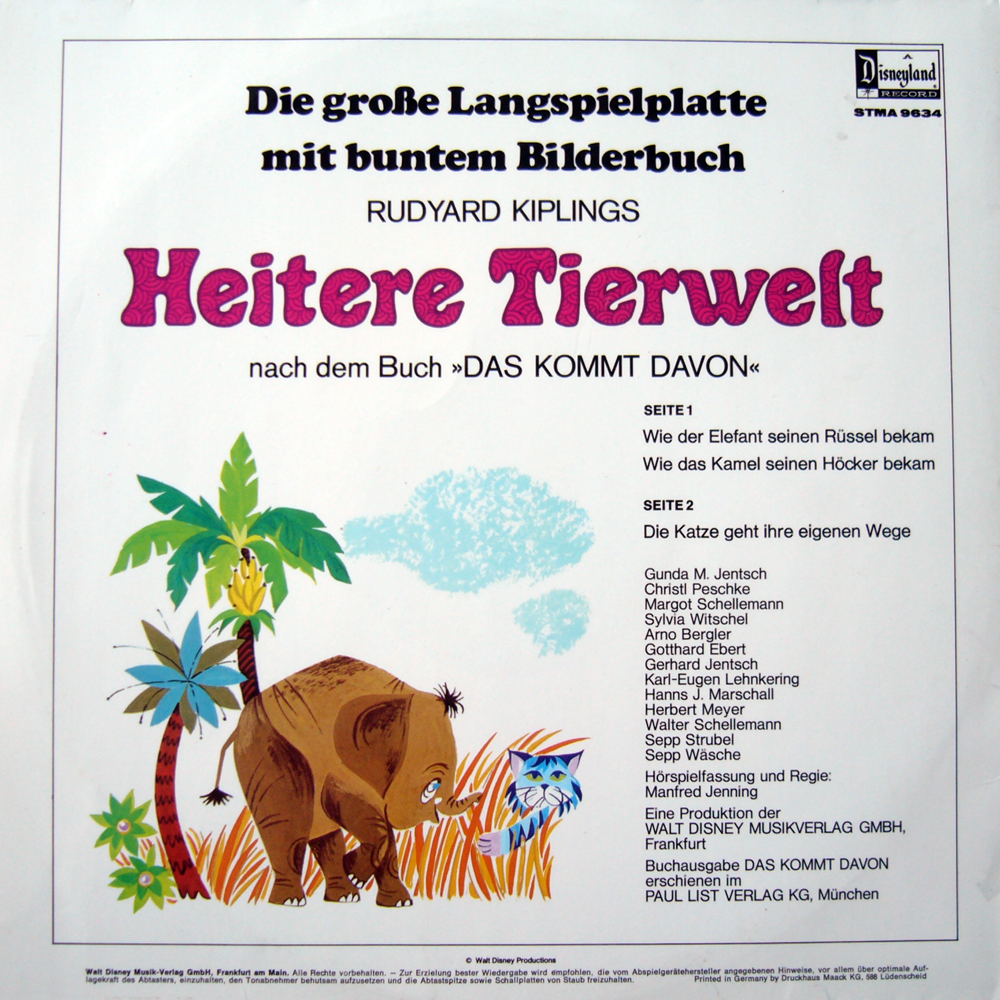 Disneyland
RECORD
STMA 9634
Die große Langspielplatte
mit buntem Bilderbuch
RUDYARD KIPLINGS
Heitere Tierwelt
nach dem Buch »DAS KOMMT DAVON«
SEITE 1
Wie der Elefant seinen Rüssel bekam
Wie das Kamel seinen Höcker bekam
SEITE 2
Die Katze geht ihre eigenen Wege
Gunda M. Jentsch
Christl Peschke
Margot Schellemann
Sylvia Witschel
Arno Bergler
Gotthard Ebert
Gerhard Jentsch
Karl-Eugen Lehnkering
Hanns J. Marschall
Herbert Meyer
Walter Schellemann
Sepp Strubel
Sepp Wäsche
Hörspielfassung und Regie:
Manfred Jenning
Eine Produktion der
WALT DISNEY MUSIKVERLAG GMBH,
Frankfurt
Buchausgabe DAS KOMMT DAVON
erschienen im
PAUL LIST VERLAG KG, München
© Walt Disney Productions
Walt Disney Musik-Verlag GmbH, Frankfurt am Main. Alle Rechte vorbehalten. – Zur Erzielung bester Wiedergabe wird empfohlen, die vom Abspielgerätehersteller angegebenen Hinweise, vor allem über optimale Auf-
lagekraft des Abtasters, einzuhalten, den Tonabnehmer behutsam aufzusetzen und die Abtastspitze sowie Schallplatten von Staub freizuhalten. Printed in Germany by Druckhaus Maack KG, 588 Lüdenscheid